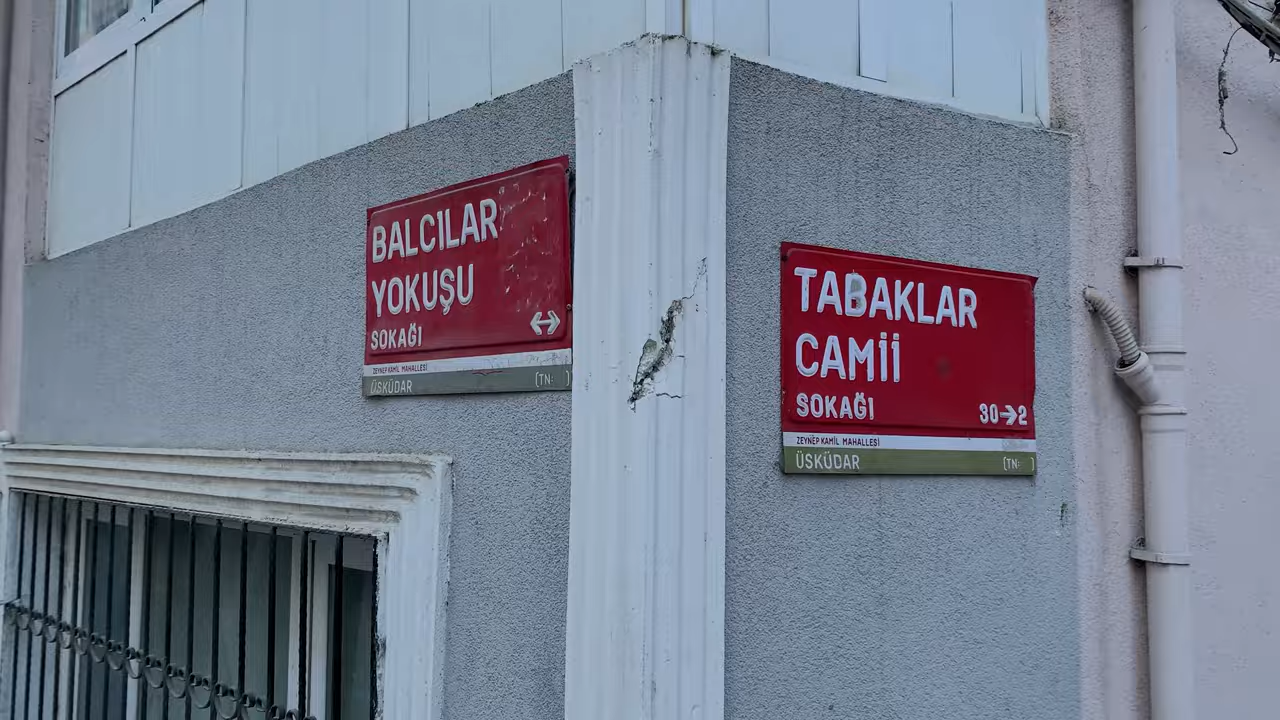 BALCILAR
YOKUŞU
SOKAĞI
ZEYNEP KAMİL MAHALLESİ
ÜSKÜDAR (TN: )
TABAKLAR
CAMİİ
SOKAĞI 30→2
ZEYNEP KAMİL MAHALLESİ
ÜSKÜDAR (TN: )